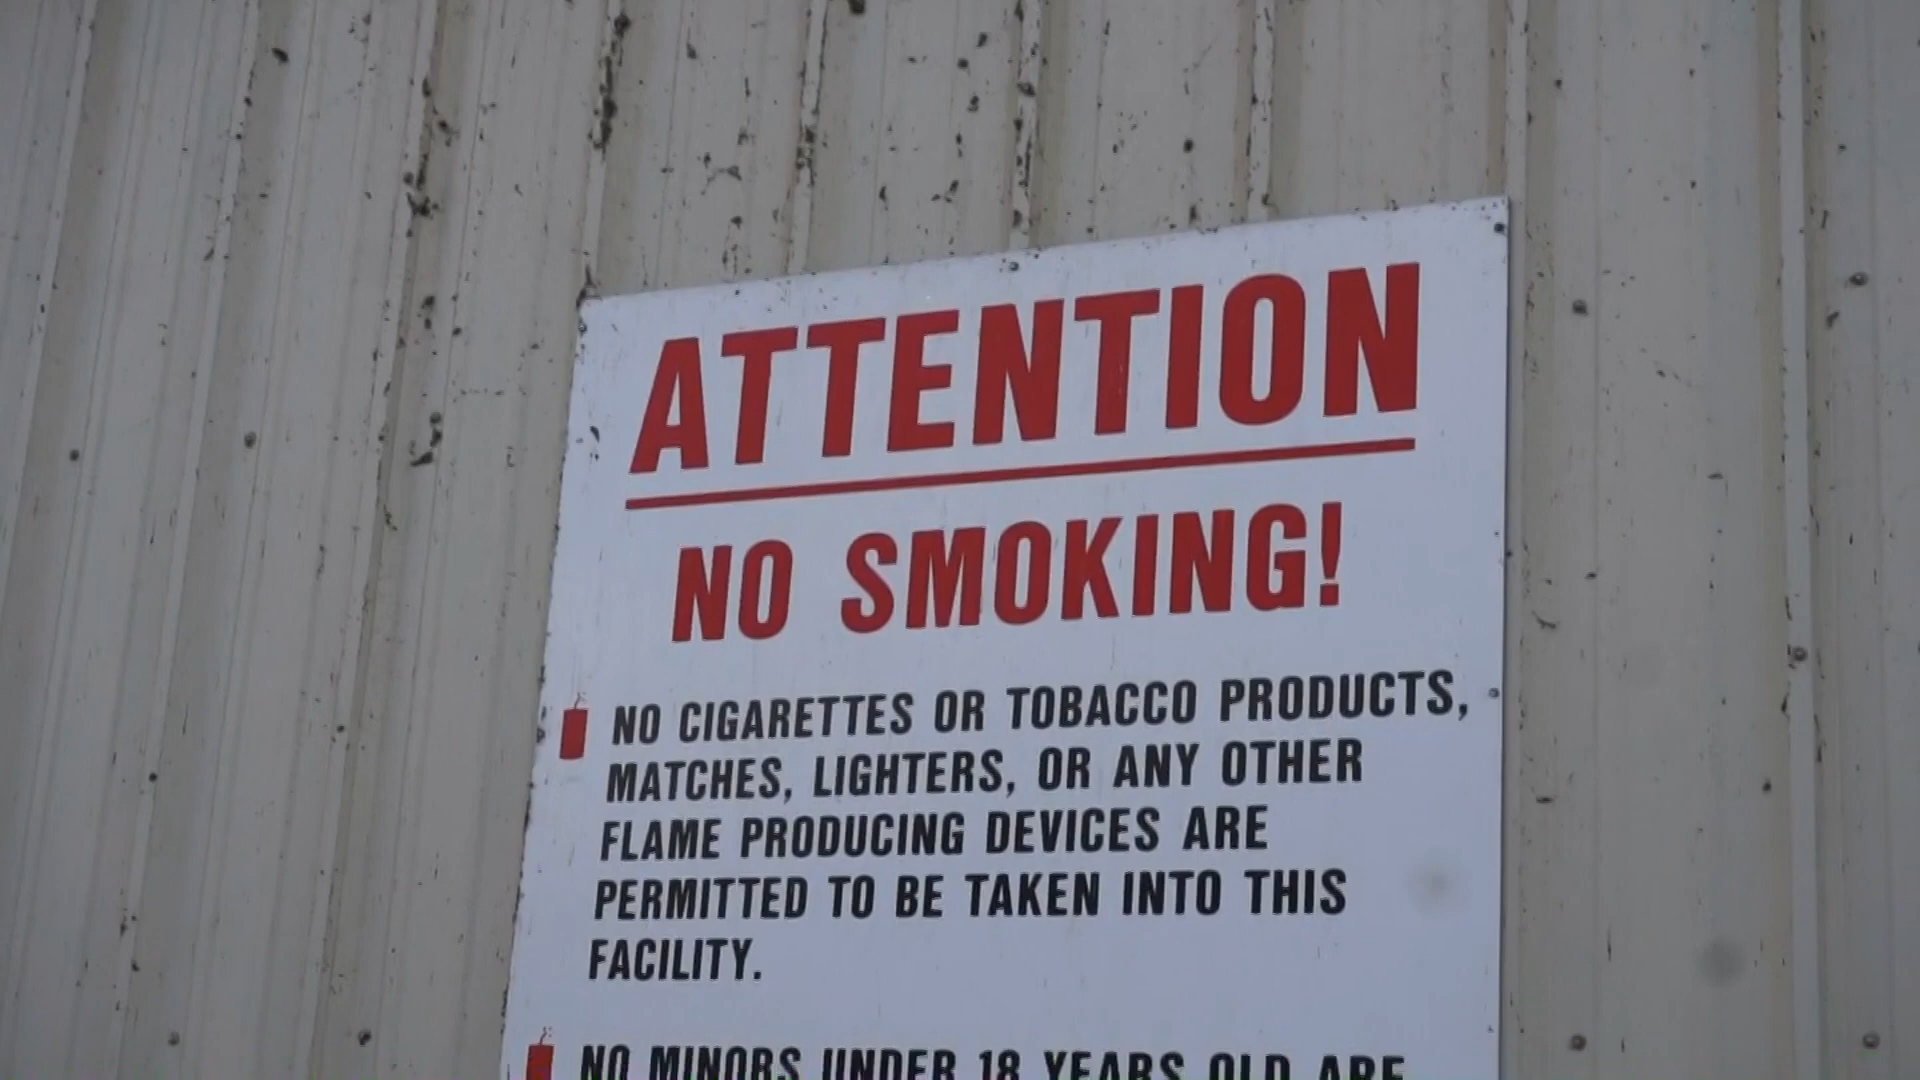 ATTENTION
NO SMOKING!
NO CIGARETTES OR TOBACCO PRODUCTS,
MATCHES, LIGHTERS, OR ANY OTHER
FLAME PRODUCING DEVICES ARE
PERMITTED TO BE TAKEN INTO THIS
FACILITY.
NO MINORS UNDER 18 YEARS OLD ARE